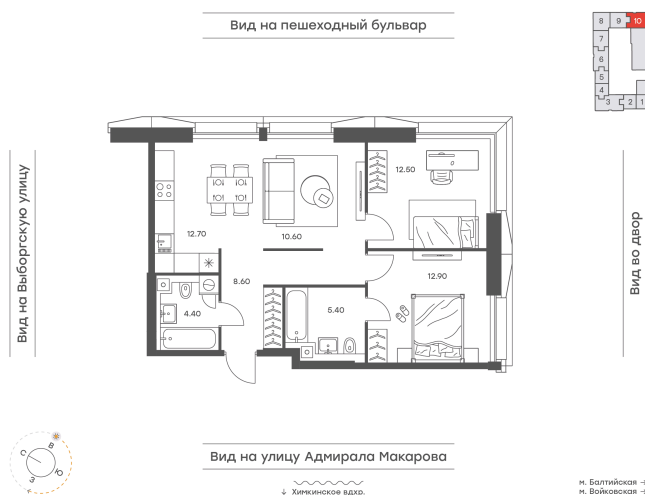 Вид на пешеходный бульвар
8 9 10
7
6
5
4
3 2 1
Вид на Выборгскую улицу
Вид во двор
12.50
12.70
10.60
8.60
12.90
4.40
5.40
Вид на улицу Адмирала Макарова
↓ Химкинское вдхр.
С В Ю З
м. Балтийская →
м. Войковская →